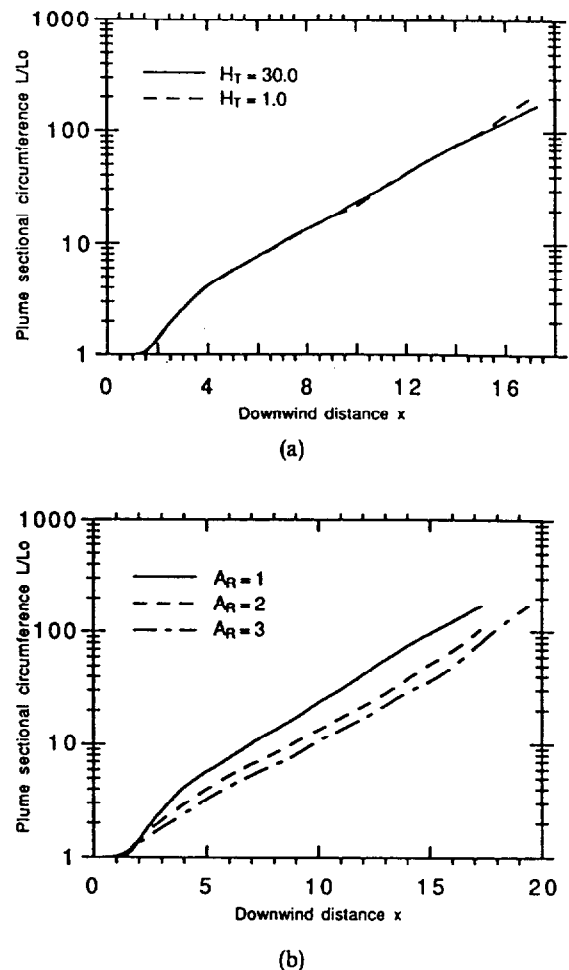 1000
100
10
1
Plume sectional circumference L/Lo
H_T = 30.0
H_T = 1.0
0 4 8 12 16
Downwind distance x
(a)
1000
100
10
1
Plume sectional circumference L/Lo
A_R = 1
A_R = 2
A_R = 3
0 5 10 15 20
Downwind distance x
(b)